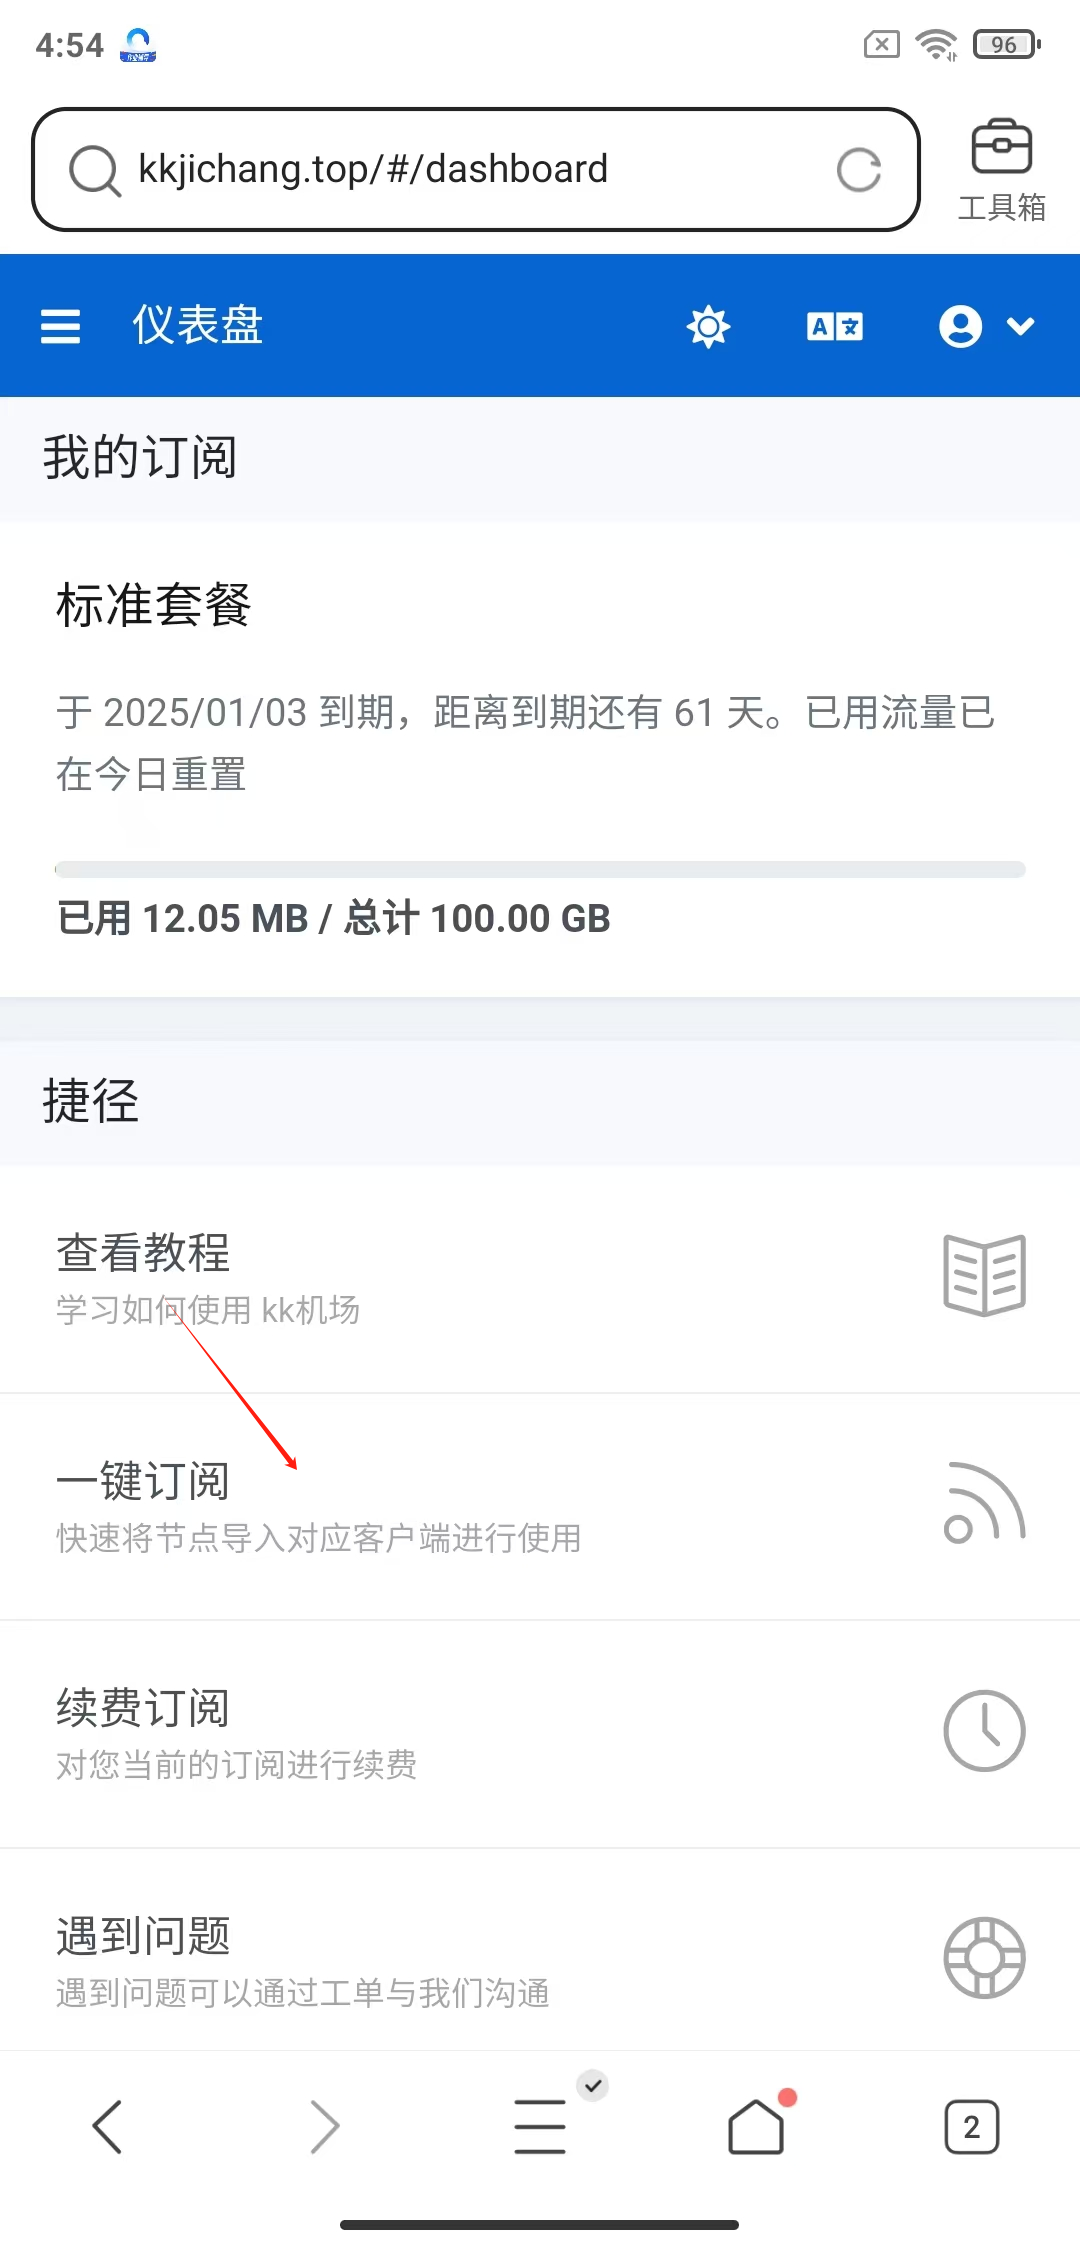 4:54
96
kkjichang.top/#/dashboard
工具箱
仪表盘
A文
我的订阅
标准套餐
于 2025/01/03 到期，距离到期还有 61 天。已用流量已
在今日重置
已用 12.05 MB / 总计 100.00 GB
捷径
查看教程
学习如何使用 kk机场
一键订阅
快速将节点导入对应客户端进行使用
续费订阅
对您当前的订阅进行续费
遇到问题
遇到问题可以通过工单与我们沟通
2